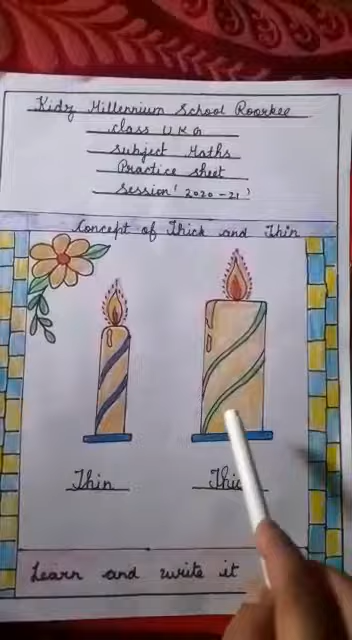 Kidz Millennium School Roorkee
Class U K G
Subject Maths
Practice sheet
Session' 2020-21'
Concept of Thick and Thin
Thin
Learn and write it